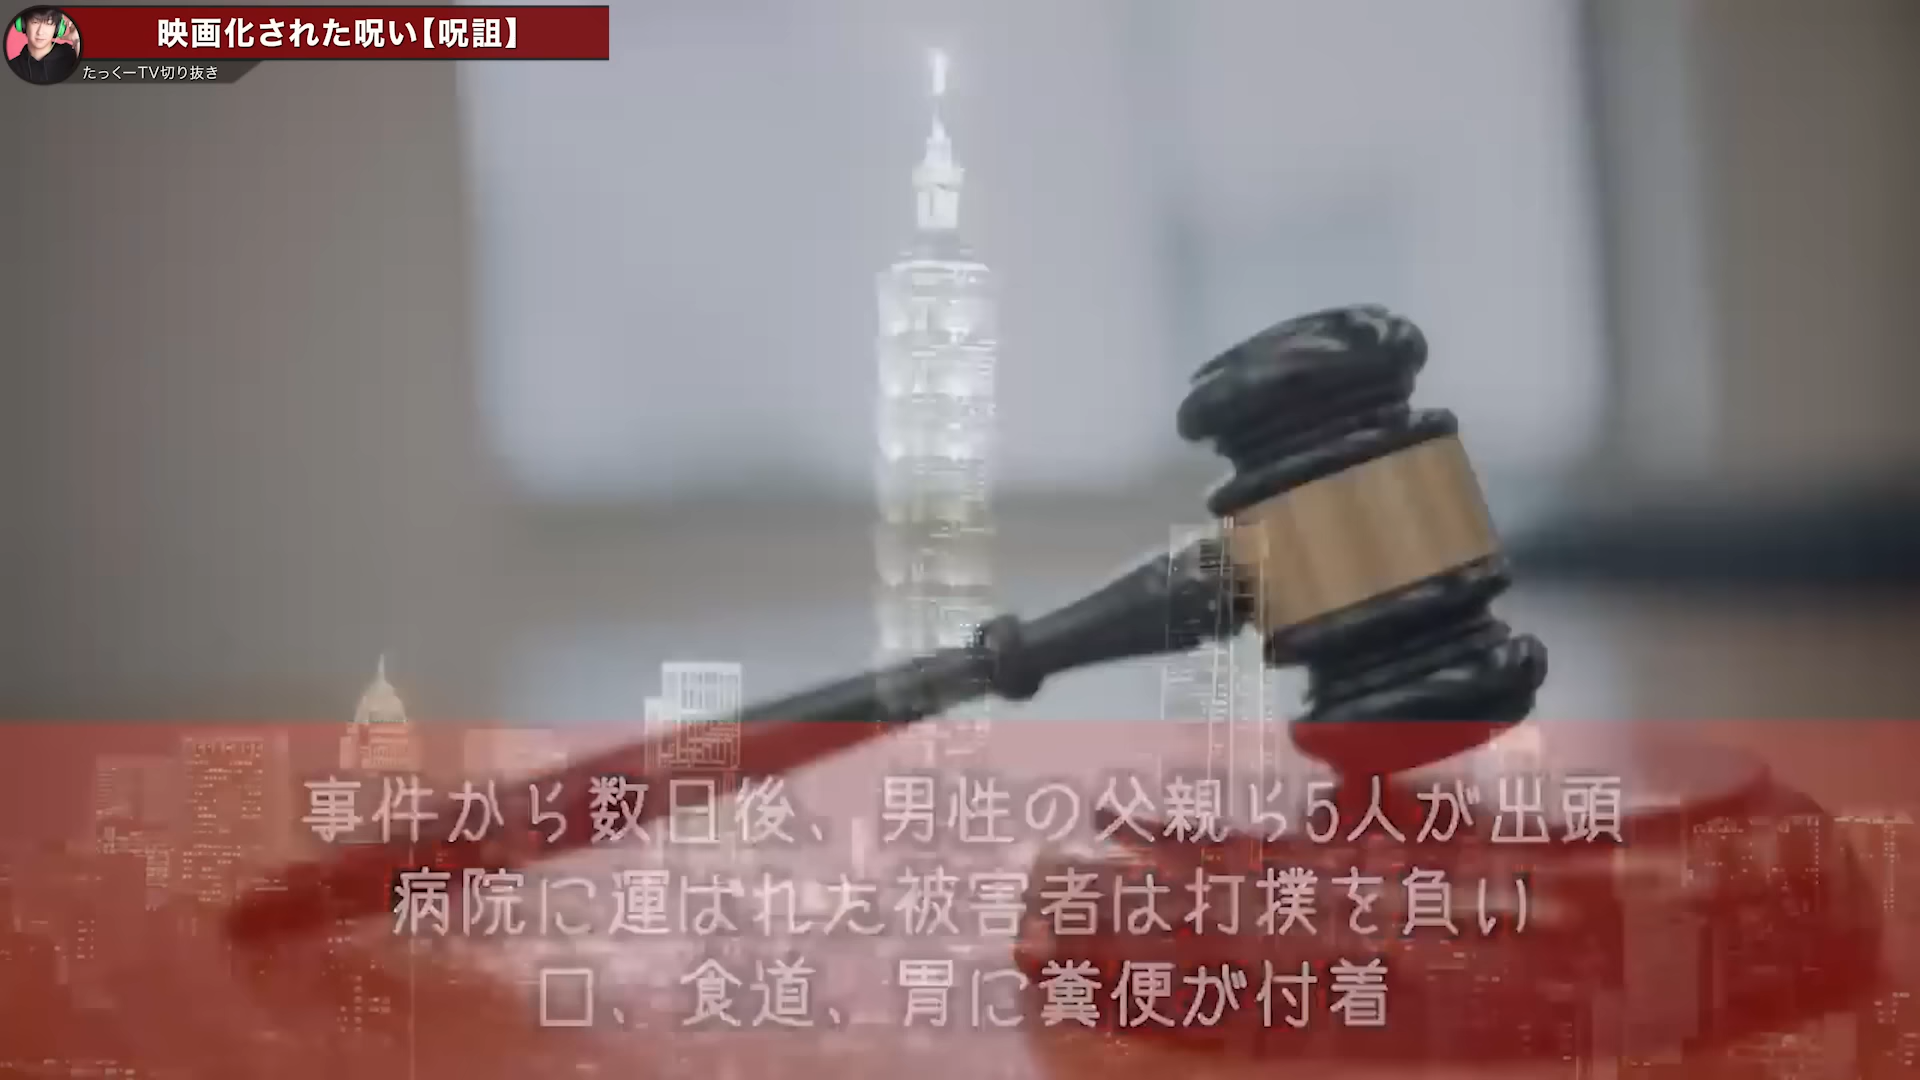 映画化された呪い【呪詛】
たっくーTV切り抜き
事件から数日後、男性の父親ら5人が出頭
病院に運ばれた被害者は打撲を負い
口、食道、胃に糞便が付着